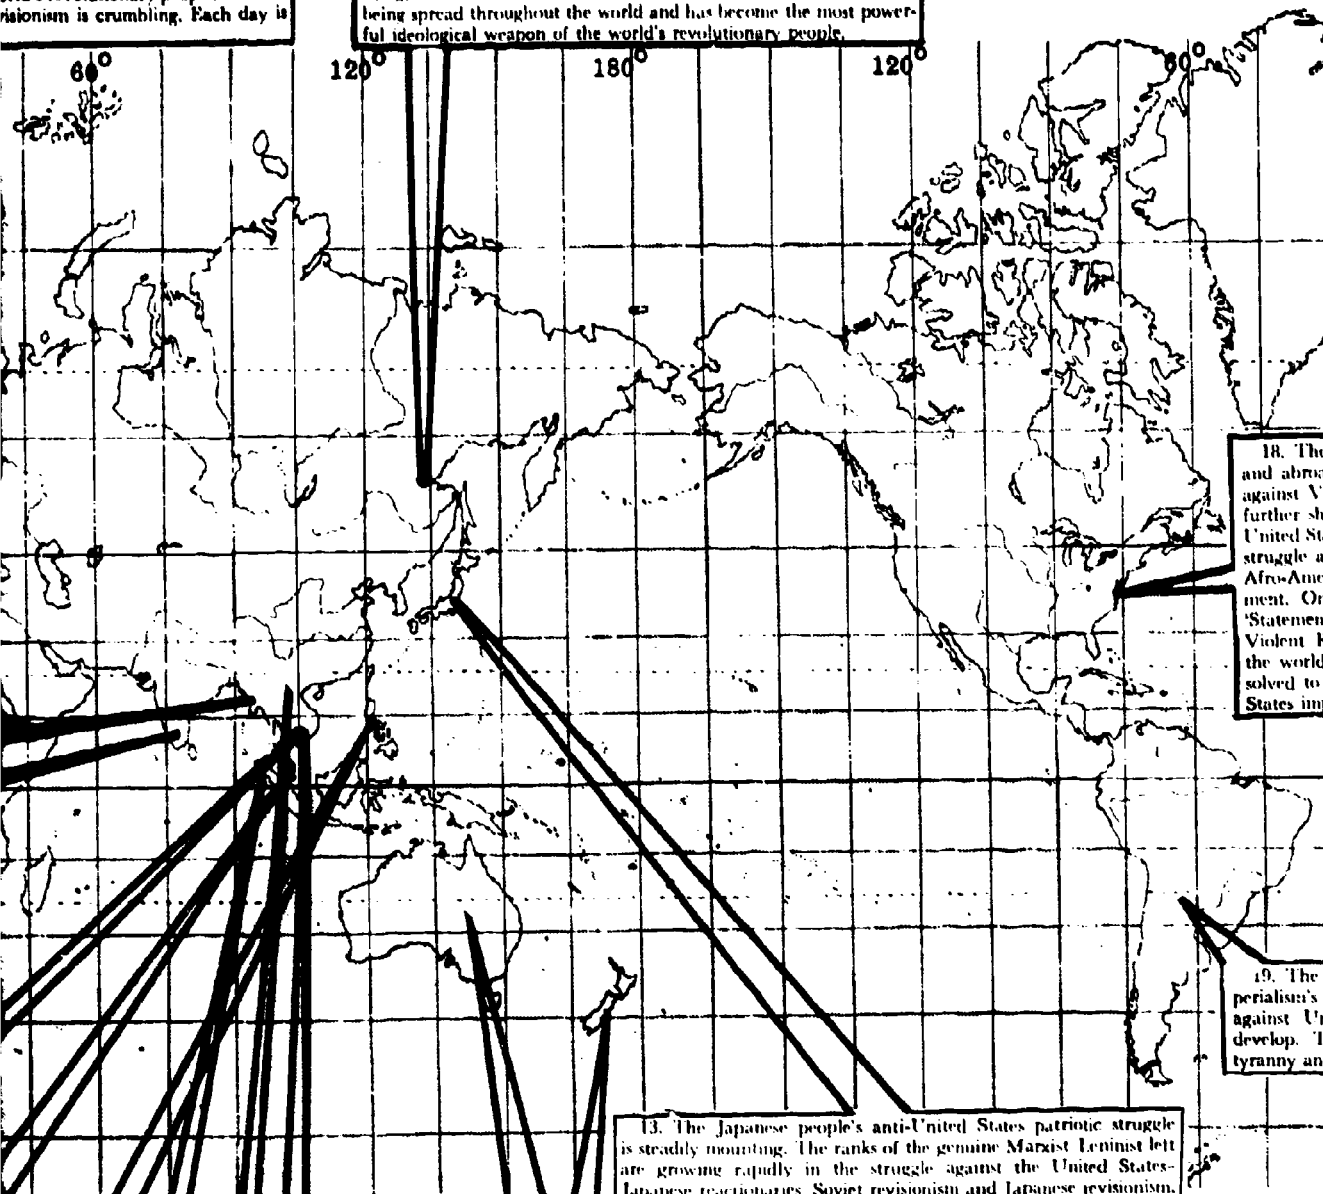 visionism is crumbling. Each day is
being spread throughout the world and has become the most power-
ful ideological weapon of the world's revolutionary people.
60° 120° 180° 120° 60°
18. The
and abroa
against V
further sh
United Sta
struggle a
Afro-Ame
ment. On
'Statemen
Violent
the world
solved to
States im
19. The
perialism's
against Un
develop. T
tyranny an
13. The Japanese people's anti-United States patriotic struggle
is steadily mounting. The ranks of the genuine Marxist Leninist left
are growing rapidly in the struggle against the United States-
Japanese reactionaries, Soviet revisionism and Japanese revisionism.